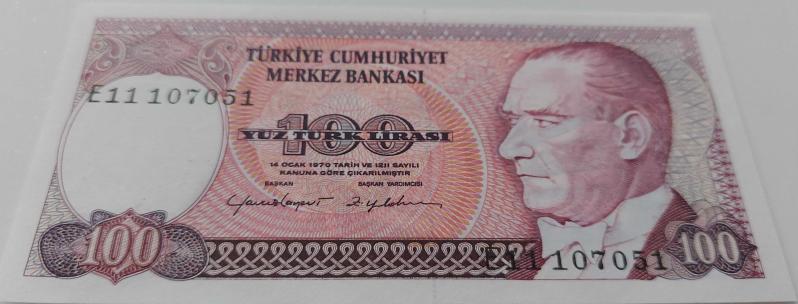 TÜRKİYE CUMHURİYET
MERKEZ BANKASI
E11 107051
100
YÜZ TÜRK LİRASI
14 OCAK 1970 TARİH VE 1211 SAYILI
KANUNA GÖRE ÇIKARILMIŞTIR
BAŞKAN BAŞKAN YARDIMCISI
100
E11 107051
100